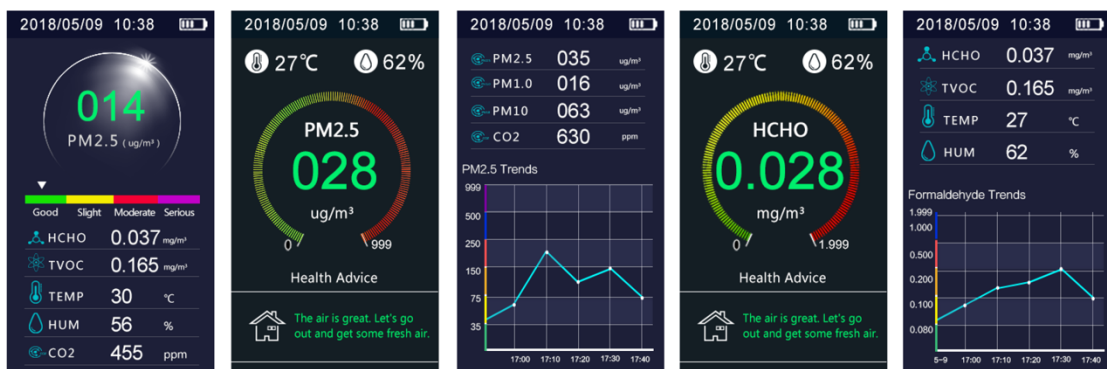 2018/05/09 10:38
014
PM2.5 (ug/m³)
Good Slight Moderate Serious
HCHO 0.037 mg/m³
TVOC 0.165 mg/m³
TEMP 30 ℃
HUM 56 %
CO2 455 ppm
2018/05/09 10:38
27℃ 62%
PM2.5
028
ug/m³
0 999
Health Advice
The air is great. Let's go
out and get some fresh air.
2018/05/09 10:38
PM2.5 035 ug/m³
PM1.0 016 ug/m³
PM10 063 ug/m³
CO2 630 ppm
PM2.5 Trends
999
500
250
150
75
35
17:00 17:10 17:20 17:30 17:40
2018/05/09 10:38
27℃ 62%
HCHO
0.028
mg/m³
0 1.999
Health Advice
The air is great. Let's go
out and get some fresh air.
2018/05/09 10:38
HCHO 0.037 mg/m³
TVOC 0.165 mg/m³
TEMP 27 ℃
HUM 62 %
Formaldehyde Trends
1.999
1.000
0.500
0.200
0.100
0.080
5-9 17:00 17:10 17:20 17:30 17:40